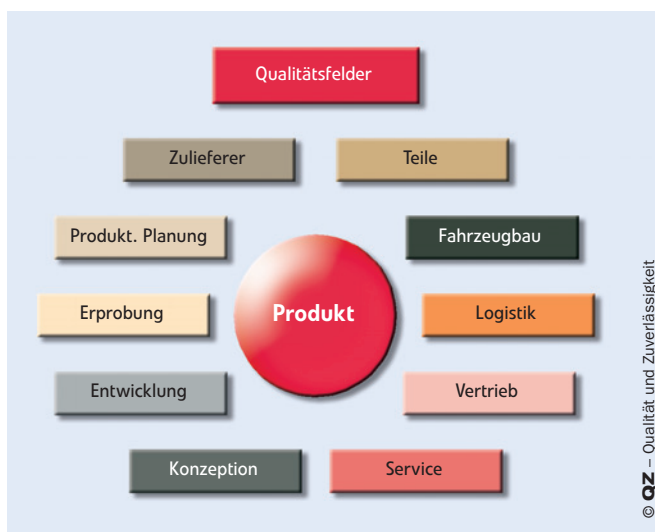 Qualitätsfelder
Zulieferer
Teile
Produkt. Planung
Fahrzeugbau
Erprobung
Produkt
Logistik
Entwicklung
Vertrieb
Konzeption
Service
© QZ – Qualität und Zuverlässigkeit